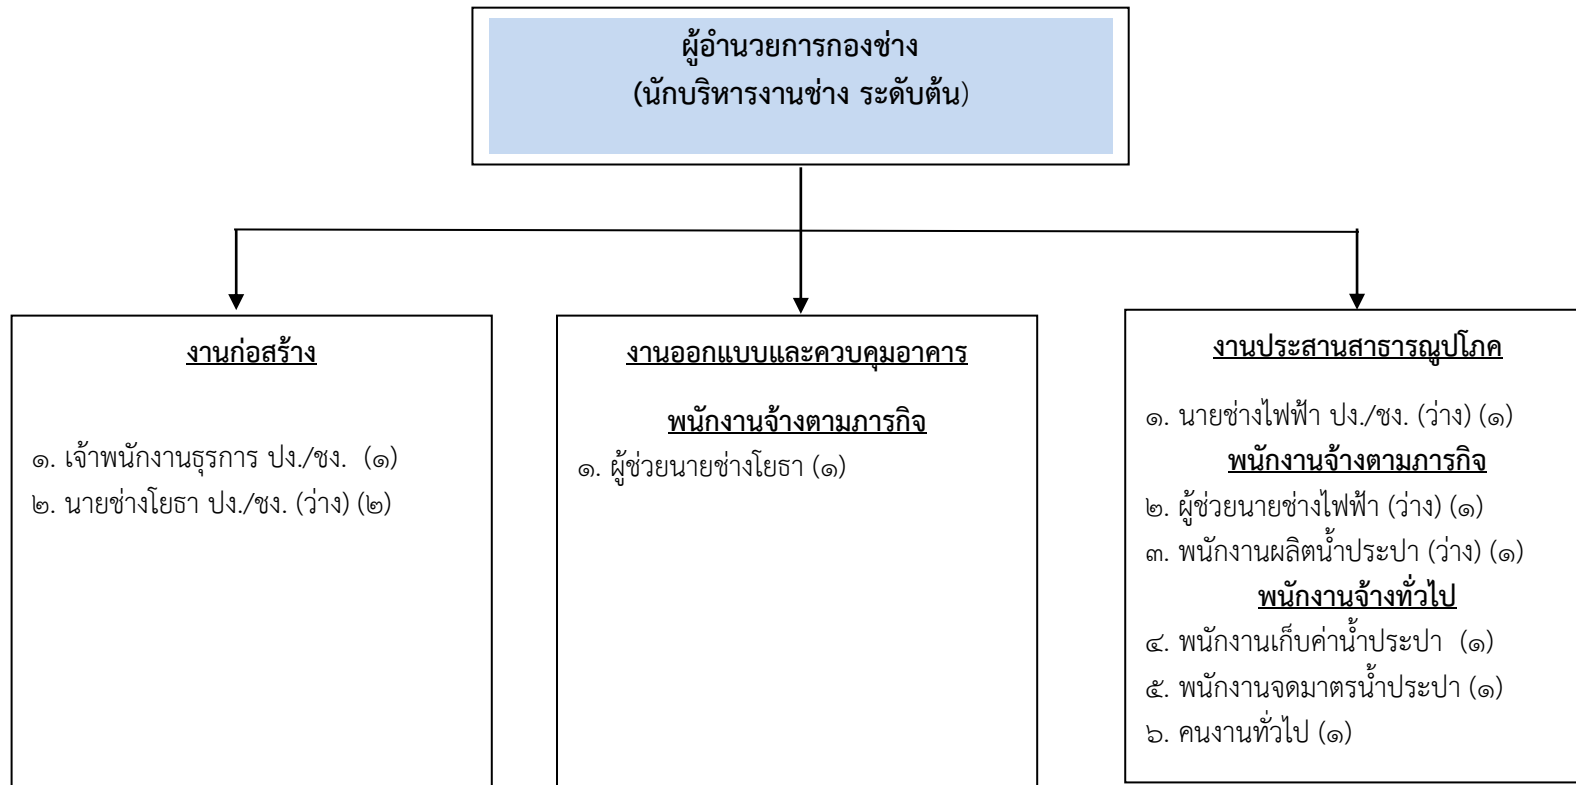 ผู้อำนวยการกองช่าง
(นักบริหารงานช่าง ระดับต้น)
งานก่อสร้าง
๑. เจ้าพนักงานธุรการ ปง./ชง. (๑)
๒. นายช่างโยธา ปง./ชง. (ว่าง) (๒)
งานออกแบบและควบคุมอาคาร
พนักงานจ้างตามภารกิจ
๑. ผู้ช่วยนายช่างโยธา (๑)
งานประสานสาธารณูปโภค
๑. นายช่างไฟฟ้า ปง./ชง. (ว่าง) (๑)
พนักงานจ้างตามภารกิจ
๒. ผู้ช่วยนายช่างไฟฟ้า (ว่าง) (๑)
๓. พนักงานผลิตน้ำประปา (ว่าง) (๑)
พนักงานจ้างทั่วไป
๔. พนักงานเก็บค่าน้ำประปา (๑)
๕. พนักงานจดมาตรน้ำประปา (๑)
๖. คนงานทั่วไป (๑)